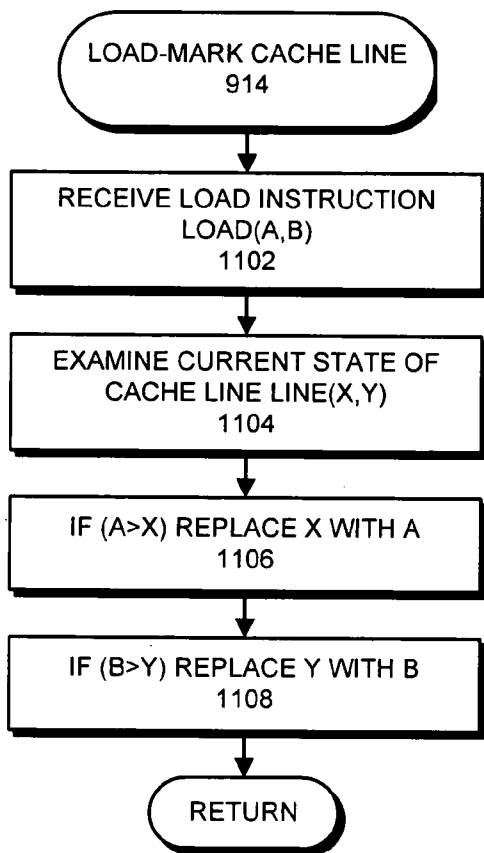 LOAD-MARK CACHE LINE
914
RECEIVE LOAD INSTRUCTION
LOAD(A,B)
1102
EXAMINE CURRENT STATE OF
CACHE LINE LINE(X,Y)
1104
IF (A>X) REPLACE X WITH A
1106
IF (B>Y) REPLACE Y WITH B
1108
RETURN